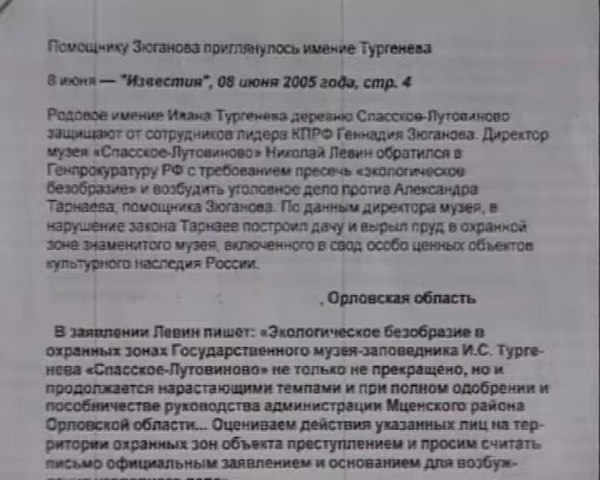 Помощнику Зюганова приглянулось имение Тургенева
8 июня — "Известия", 08 июня 2005 года, стр. 4
Родовое имение Ивана Тургенева деревню Спасское-Лутовиново
защищают от сотрудников лидера КПРФ Геннадия Зюганова. Директор
музея «Спасское-Лутовиново» Николай Левин обратился в
Генпрокуратуру РФ с требованием пресечь «экологическое
безобразие» и возбудить уголовное дело против Александра
Тарнаева, помощника Зюганова. По данным директора музея, в
нарушение закона Тарнаев построил дачу и вырыл пруд в охранной
зоне знаменитого музея, включенного в свод особо ценных объектов
культурного наследия России.
, Орловская область
В заявлении Левин пишет: «Экологическое безобразие в
охранных зонах Государственного музея-заповедника И.С. Турге-
нева «Спасское-Лутовиново» не только не прекращено, но и
продолжается нарастающими темпами и при полном одобрении и
пособничестве руководства администрации Мценского района
Орловской области... Оцениваем действия указанных лиц на тер-
ритории охранных зон объекта преступлением и просим считать
письмо официальным заявлением и основанием для возбуж-